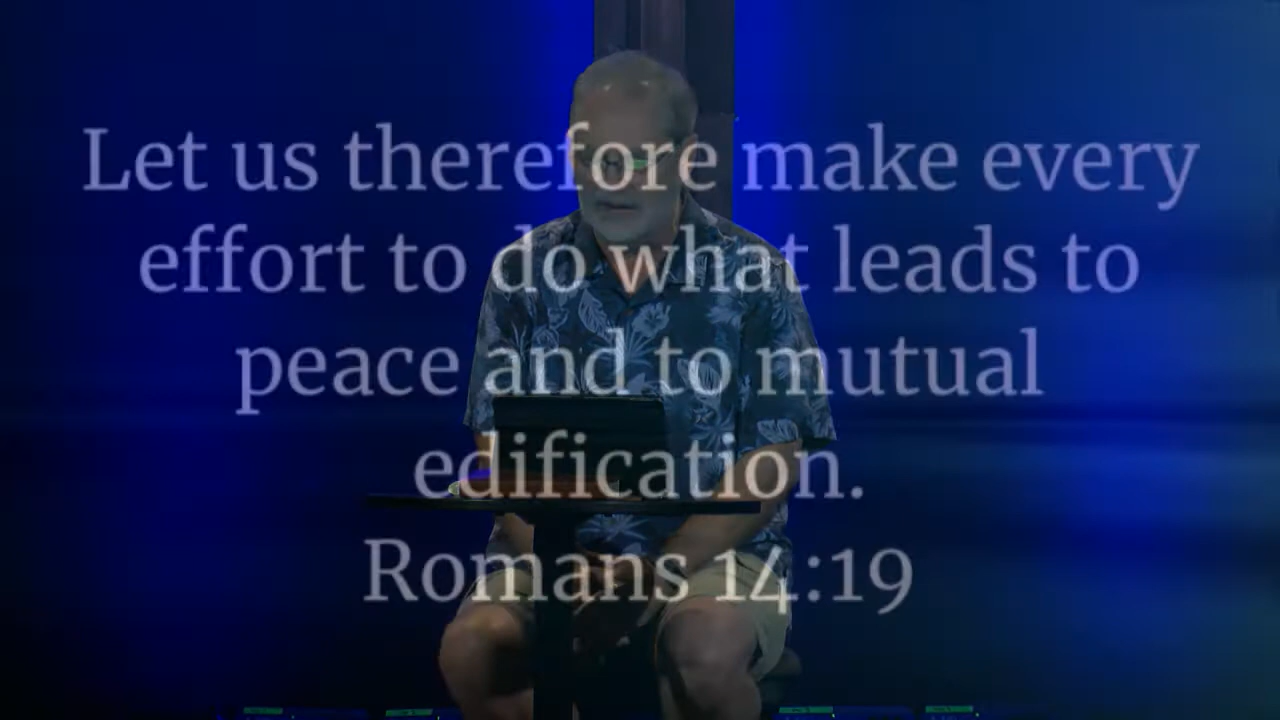 Let us therefore make every
effort to do what leads to
peace and to mutual
edification.
Romans 14:19